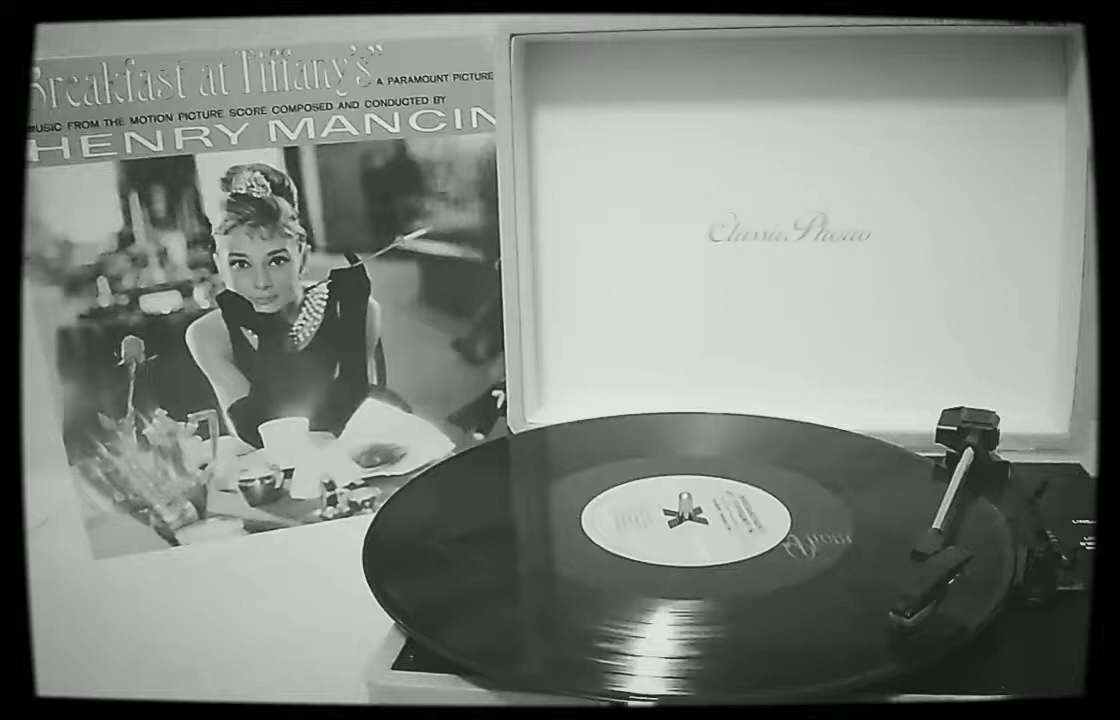 Breakfast at Tiffany's"
A PARAMOUNT PICTURE
MUSIC FROM THE MOTION PICTURE SCORE COMPOSED AND CONDUCTED BY
HENRY MANCIN
Classic Phono